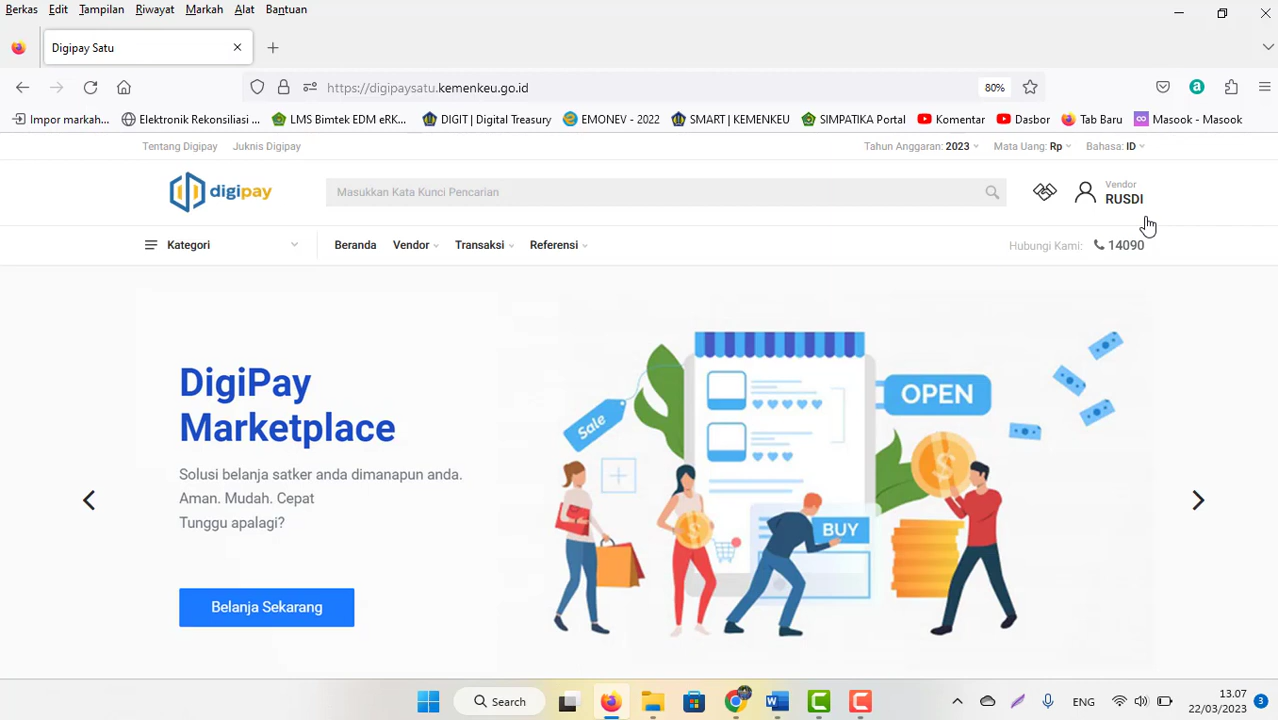 Berkas Edit Tampilan Riwayat Markah Alat Bantuan
Digipay Satu
https://digipaysatu.kemenkeu.go.id 80%
Impor markah... Elektronik Rekonsiliasi ... LMS Bimtek EDM eRK... DIGIT | Digital Treasury EMONEV - 2022 SMART | KEMENKEU SIMPATIKA Portal Komentar Dasbor Tab Baru Masook - Masook
Tentang Digipay Juknis Digipay Tahun Anggaran: 2023 Mata Uang: Rp Bahasa: ID
digipay Masukkan Kata Kunci Pencarian Vendor
RUSDI
Kategori Beranda Vendor Transaksi Referensi Hubungi Kami: 14090
DigiPay
Marketplace
Solusi belanja satker anda dimanapun anda.
Aman. Mudah. Cepat
Tunggu apalagi?
Belanja Sekarang
Sale
OPEN
BUY
Search
ENG
13.07
22/03/2023
3